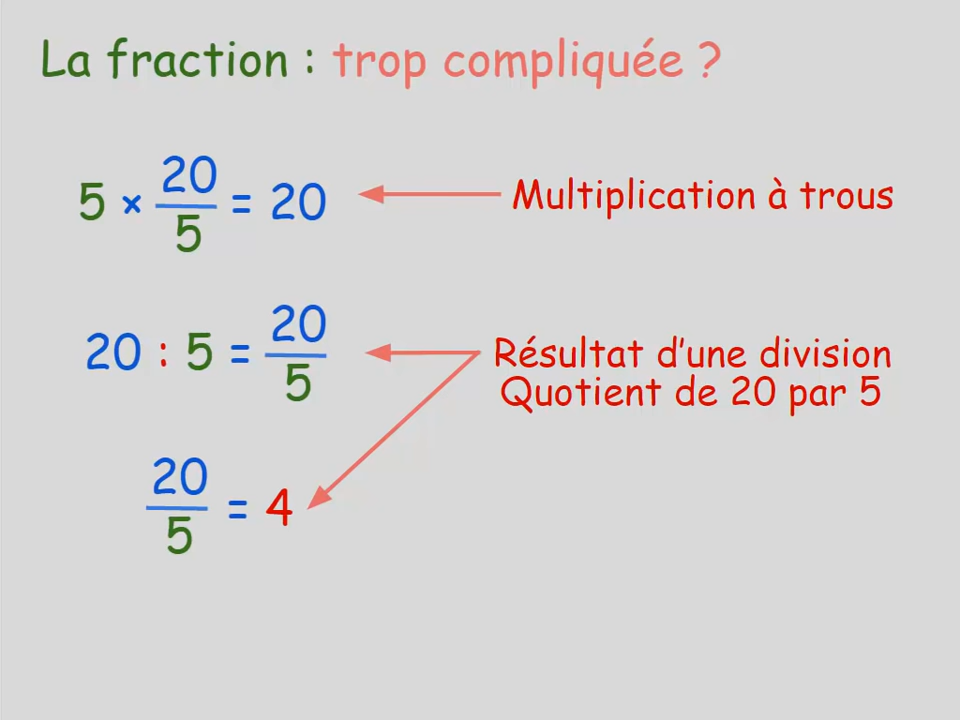 La fraction : trop compliquée ?
5 × 20/5 = 20
Multiplication à trous
20 : 5 = 20/5
Résultat d'une division
Quotient de 20 par 5
20/5 = 4